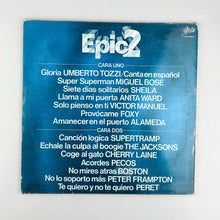 Epic2
CARA UNO
Gloria UMBERTO TOZZI/Canta en español
Super Superman MIGUEL BOSE
Siete días solitarios SHEILA
Llama a mi puerta ANITA WARD
Solo pienso en ti VICTOR MANUEL
Provócame FOXY
Amanecer en el puerto ALAMEDA
CARA DOS
Canción lógica SUPERTRAMP
Echale la culpa al boogie THE JACKSONS
Coge al gato CHERRY LAINE
Acordes PECOS
No mires atras BOSTON
No lo soporto más PETER FRAMPTON
Te quiero y no te quiero PERET